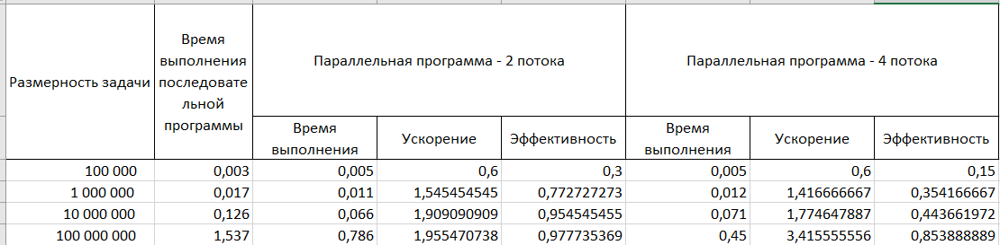 Размерность задачи
Время
выполнения
последовате
льной
программы
Параллельная программа - 2 потока
Параллельная программа - 4 потока
Время
выполнения
Ускорение
Эффективность
Время
выполнения
Ускорение
Эффективность
100 000 0,003 0,005 0,6 0,3 0,005 0,6 0,15
1 000 000 0,017 0,011 1,545454545 0,772727273 0,012 1,416666667 0,354166667
10 000 000 0,126 0,066 1,909090909 0,954545455 0,071 1,774647887 0,443661972
100 000 000 1,537 0,786 1,955470738 0,977735369 0,45 3,415555556 0,853888889